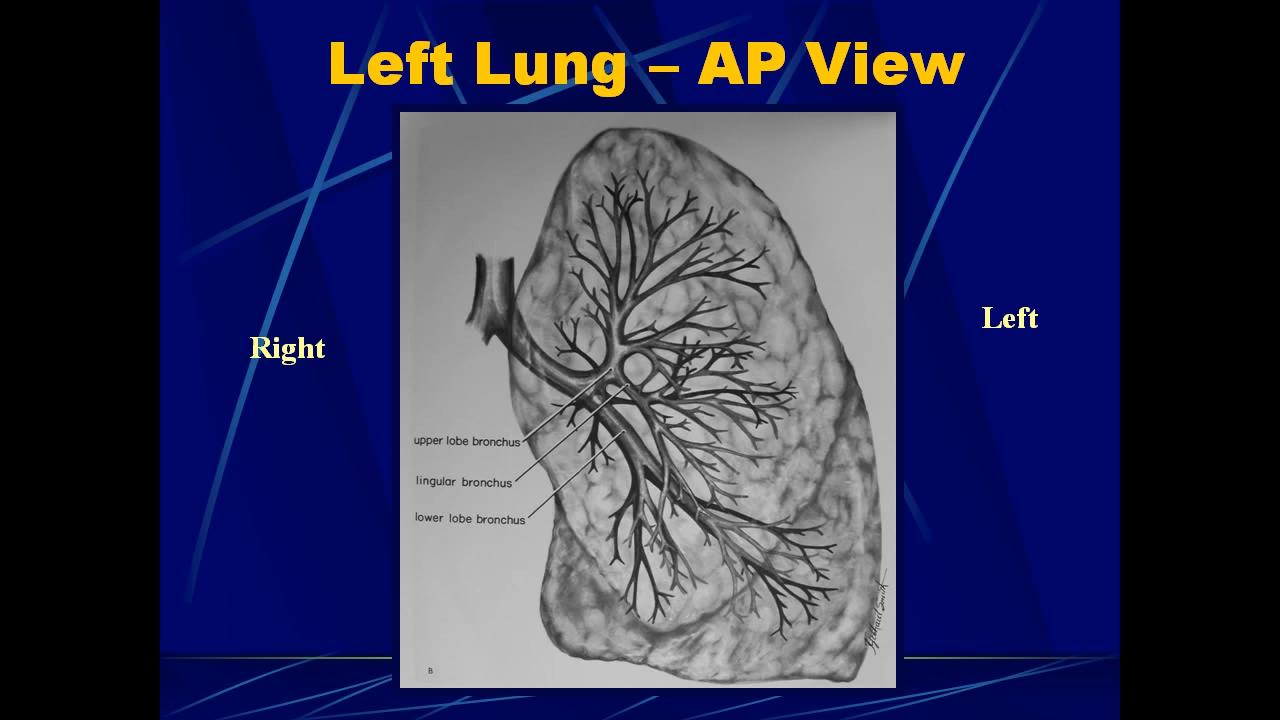 Left Lung – AP View
Right
Left
upper lobe bronchus
lingular bronchus
lower lobe bronchus
B